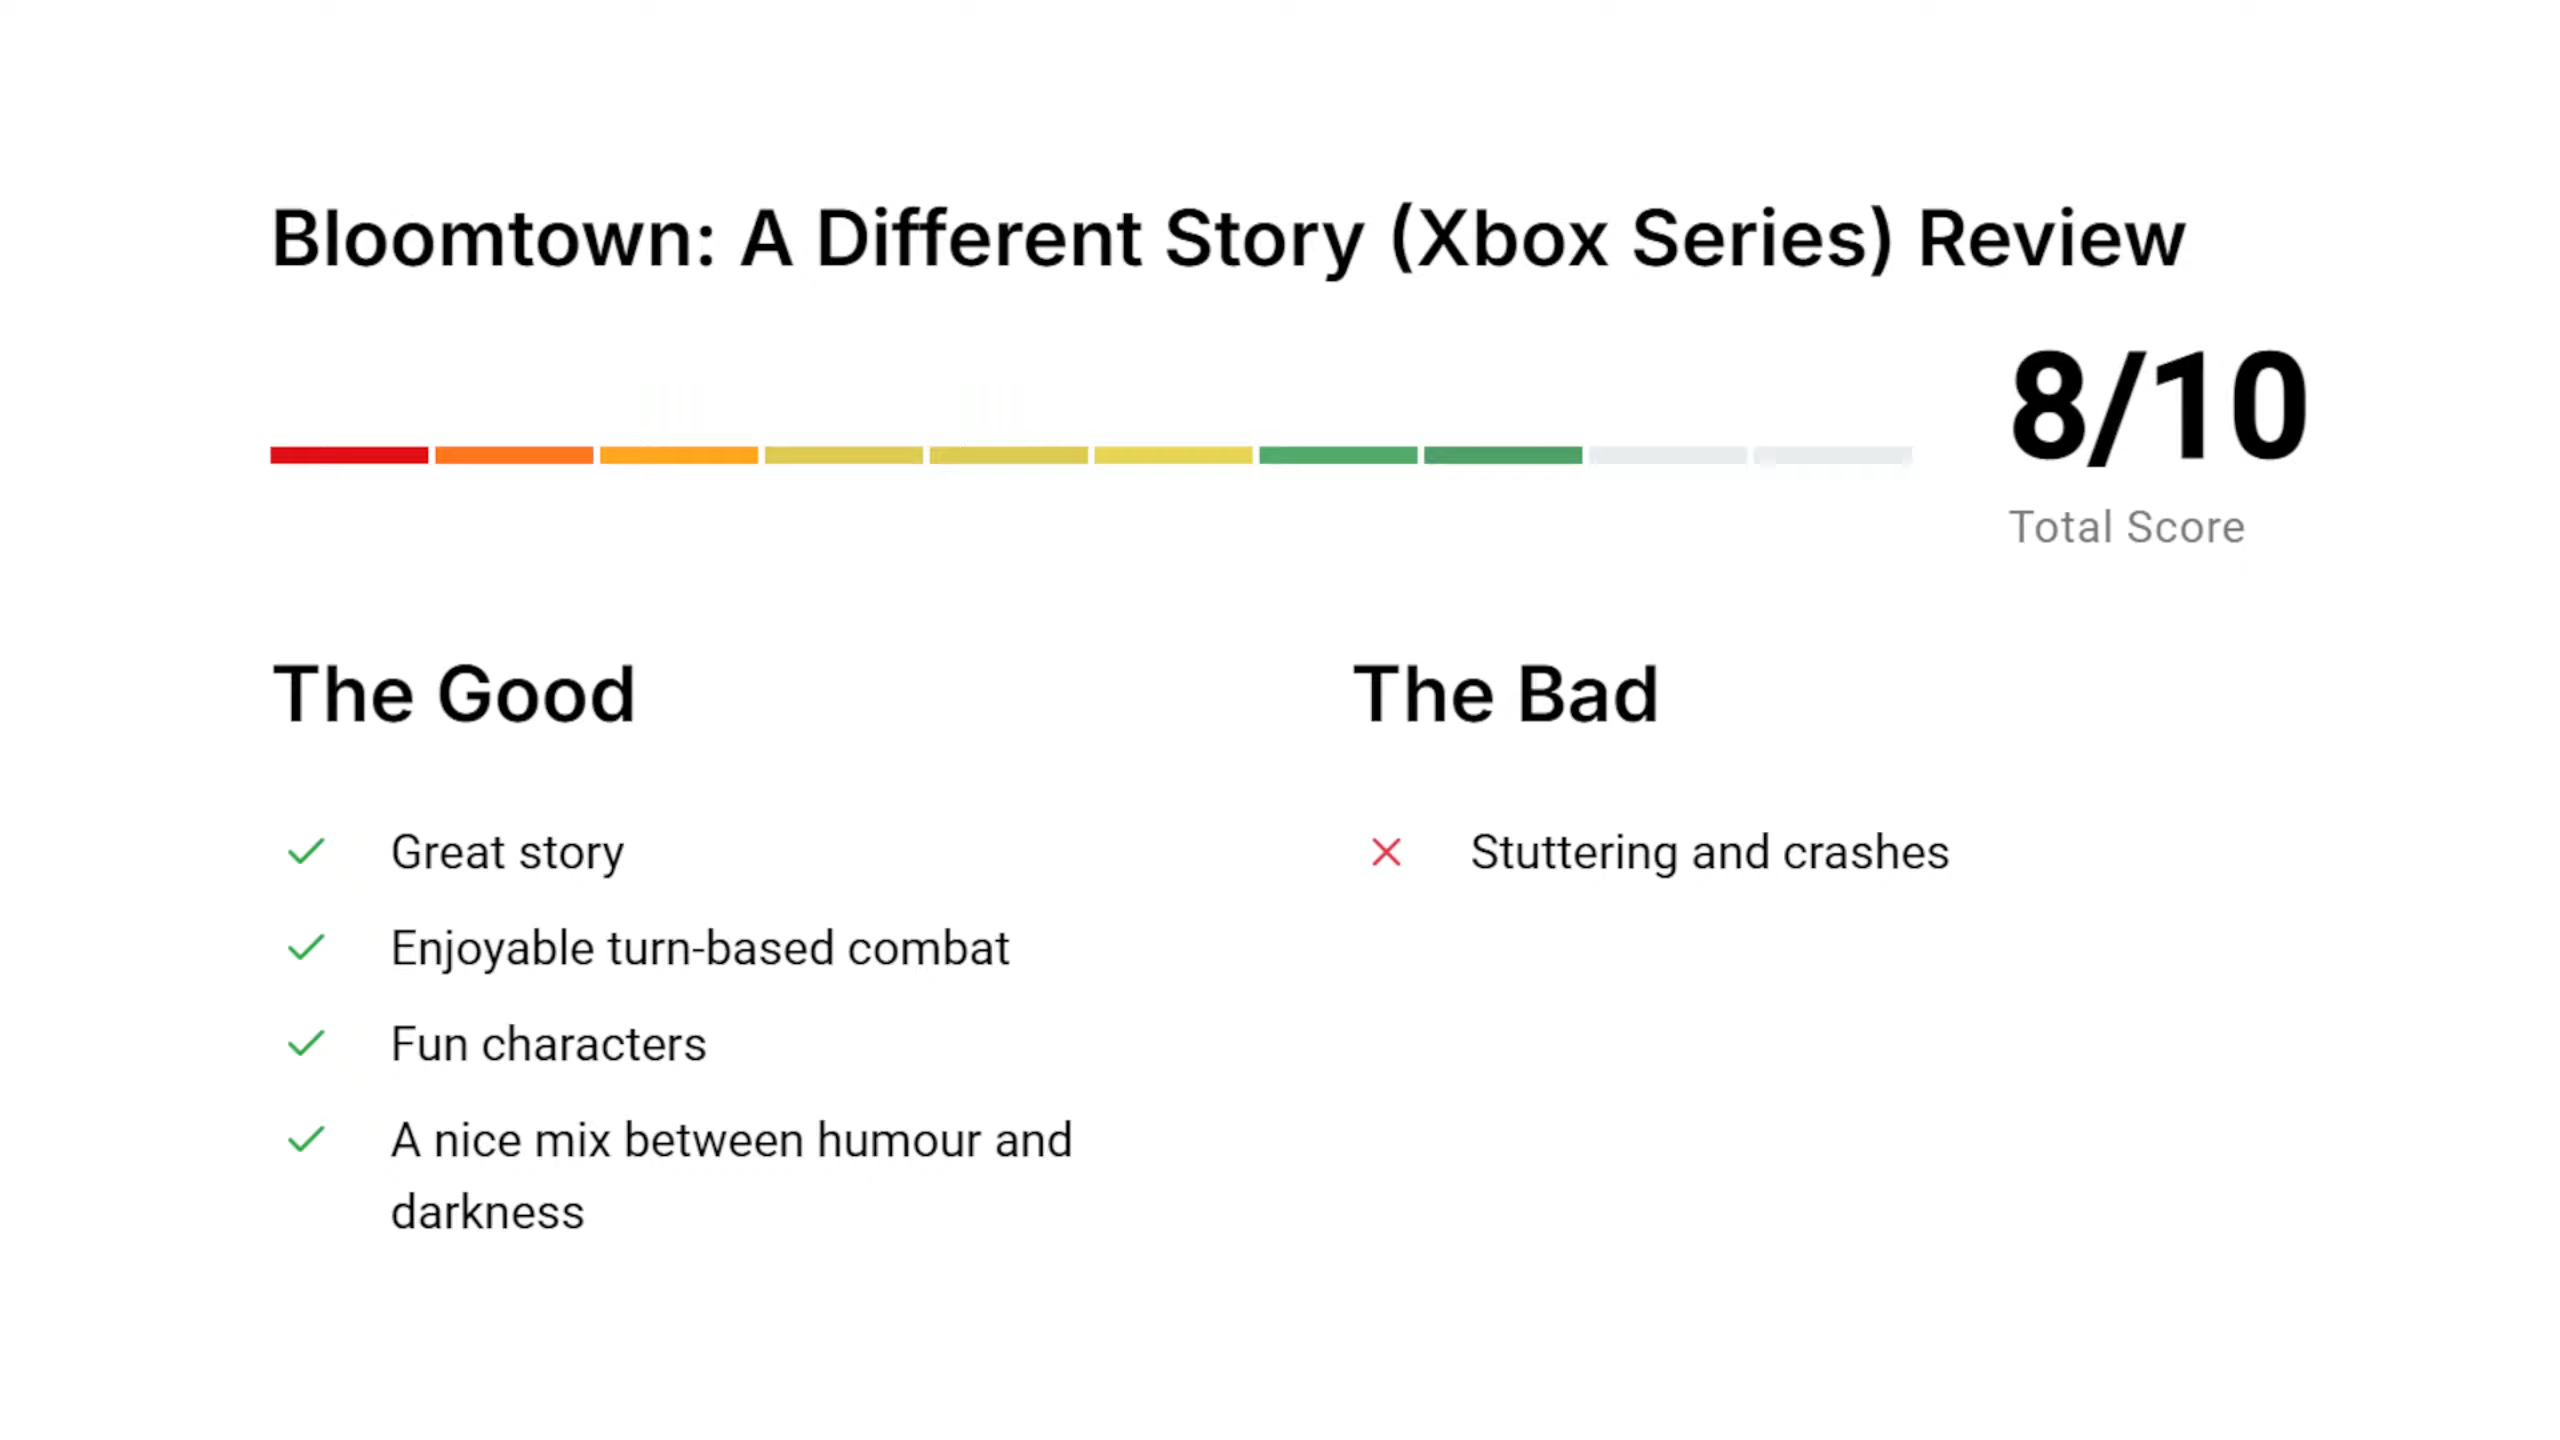 Bloomtown: A Different Story (Xbox Series) Review
8/10
Total Score
The Good
Great story
Enjoyable turn-based combat
Fun characters
A nice mix between humour and
darkness
The Bad
Stuttering and crashes